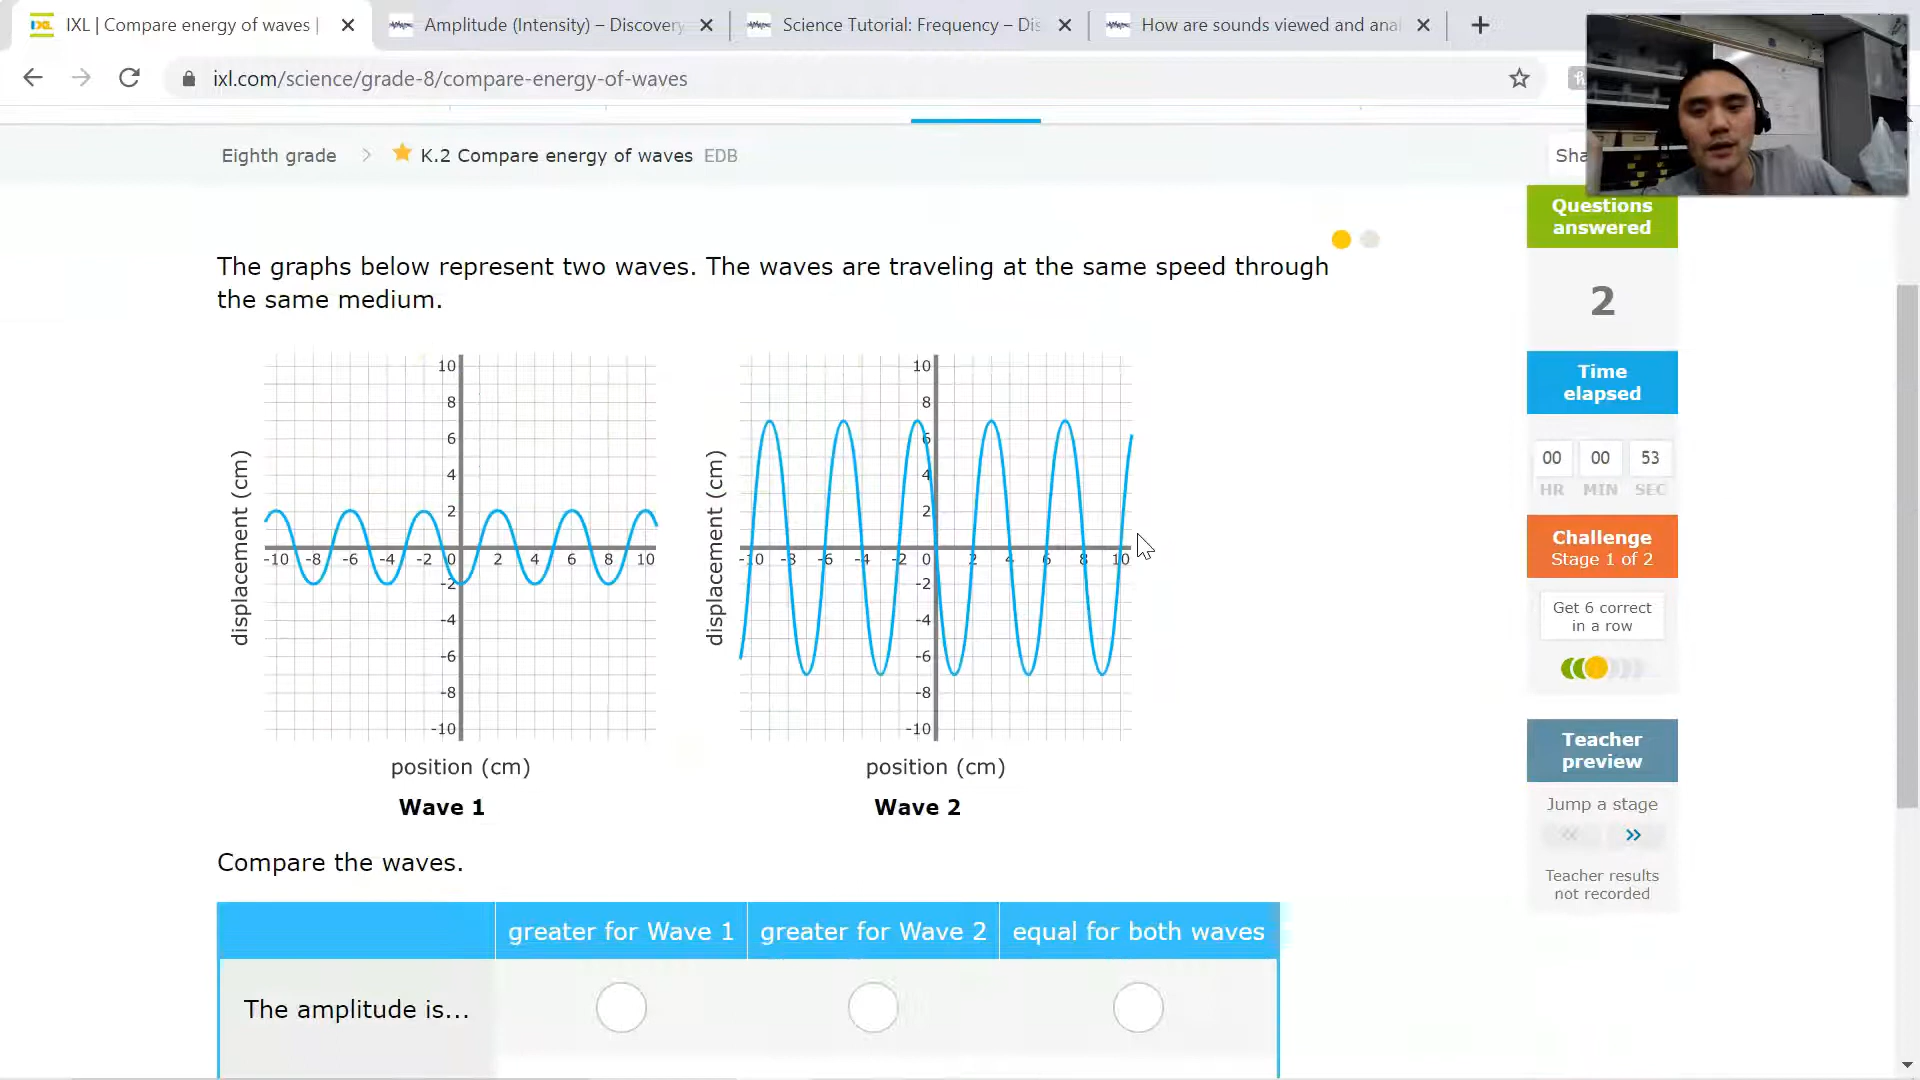 IXL | Compare energy of waves |
Amplitude (Intensity) – Discovery
Science Tutorial: Frequency – Dis
How are sounds viewed and anal
ixl.com/science/grade-8/compare-energy-of-waves
Eighth grade > K.2 Compare energy of waves EDB
Sha
The graphs below represent two waves. The waves are traveling at the same speed through
the same medium.
10
8
6
4
2
-10 -8 -6 -4 -2 0 2 4 6 8 10
-2
-4
-6
-8
-10
displacement (cm)
position (cm)
Wave 1
10
8
6
4
2
-10 -8 -6 -4 -2 0 2 4 6 8 10
-2
-4
-6
-8
-10
displacement (cm)
position (cm)
Wave 2
Compare the waves.
greater for Wave 1 greater for Wave 2 equal for both waves
The amplitude is...
Questions
answered
2
Time
elapsed
00 00 53
HR MIN SEC
Challenge
Stage 1 of 2
Get 6 correct
in a row
Teacher
preview
Jump a stage
Teacher results
not recorded